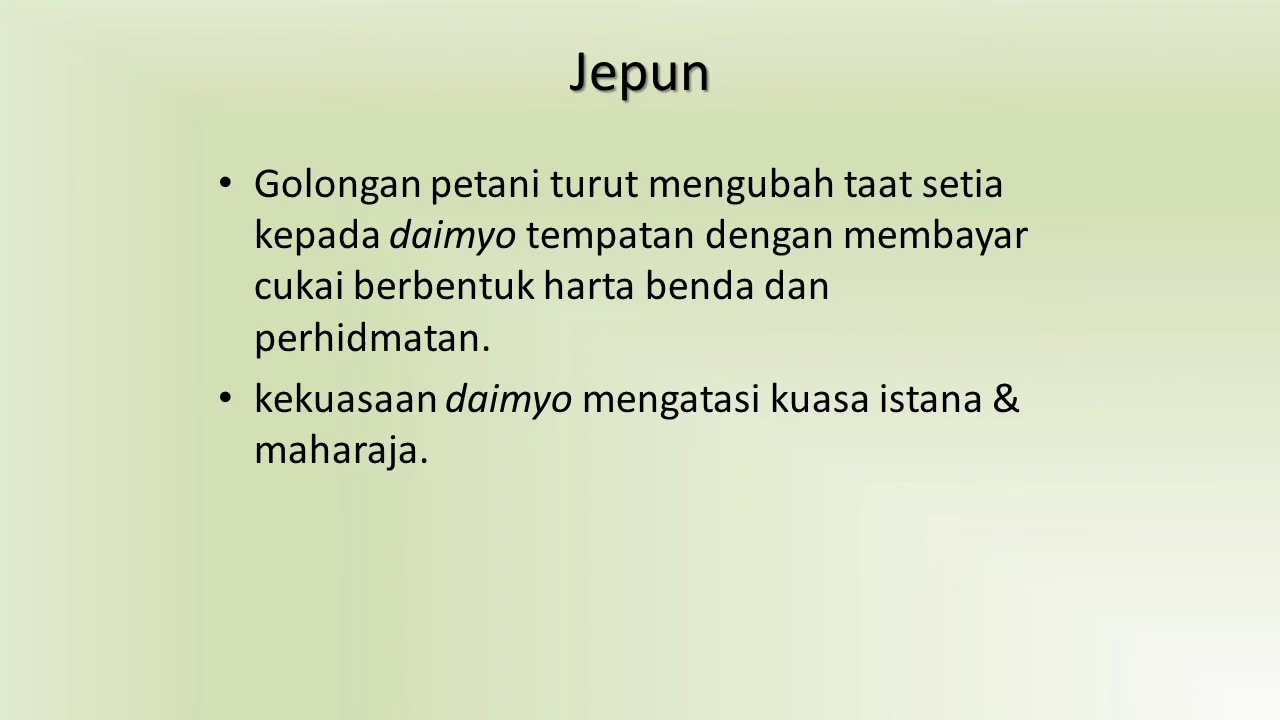 Jepun
• Golongan petani turut mengubah taat setia
kepada daimyo tempatan dengan membayar
cukai berbentuk harta benda dan
perhidmatan.
• kekuasaan daimyo mengatasi kuasa istana &
maharaja.